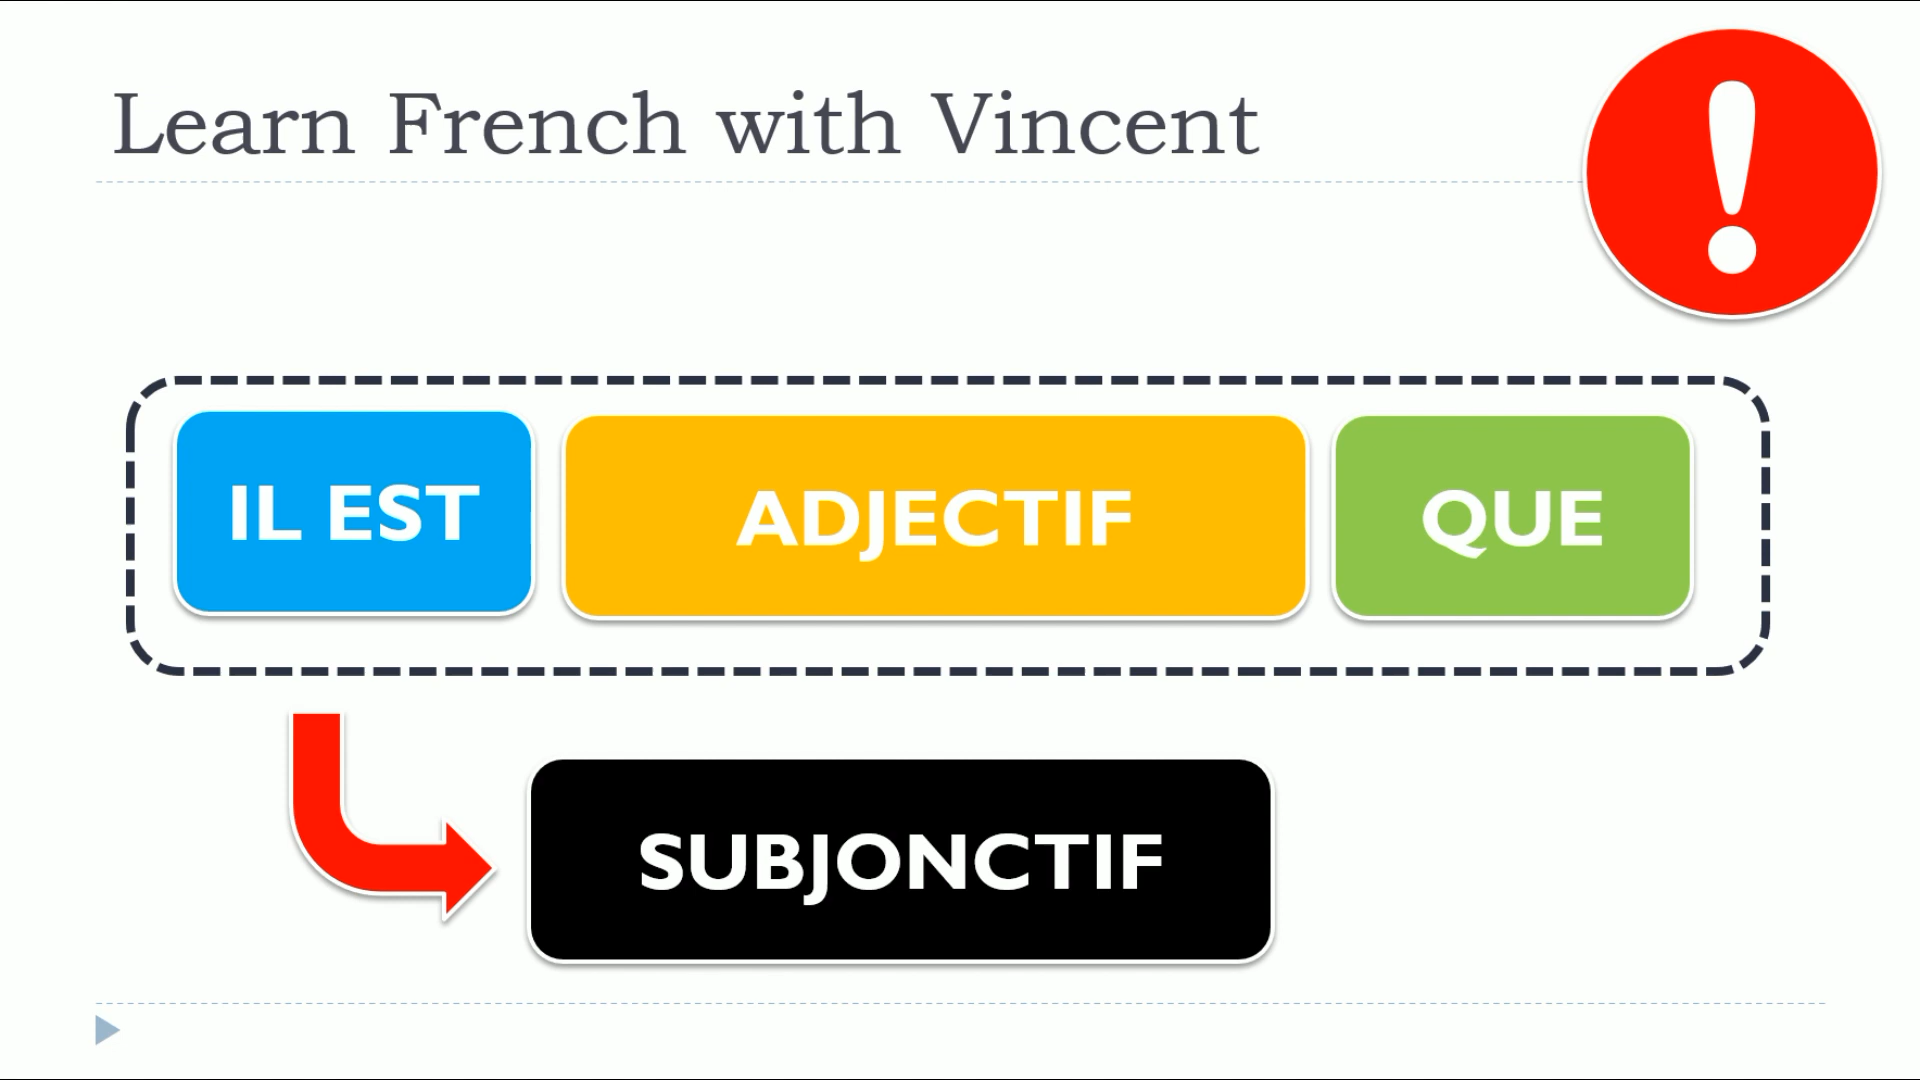 Learn French with Vincent
!
IL EST
ADJECTIF
QUE
SUBJONCTIF